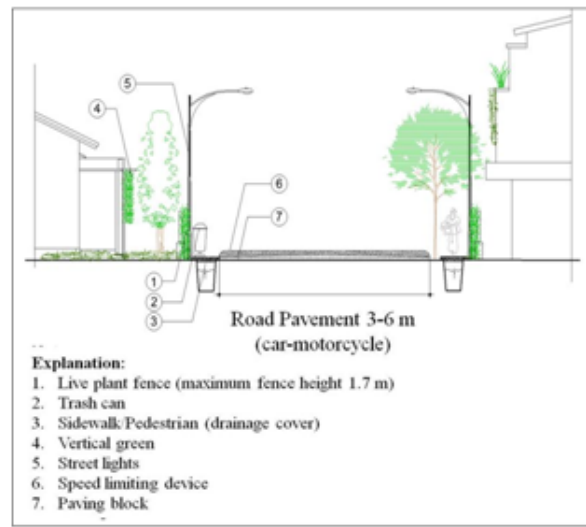 5
4
6
7
1
2
3
Road Pavement 3-6 m
(car-motorcycle)
Explanation:
1. Live plant fence (maximum fence height 1.7 m)
2. Trash can
3. Sidewalk/Pedestrian (drainage cover)
4. Vertical green
5. Street lights
6. Speed limiting device
7. Paving block